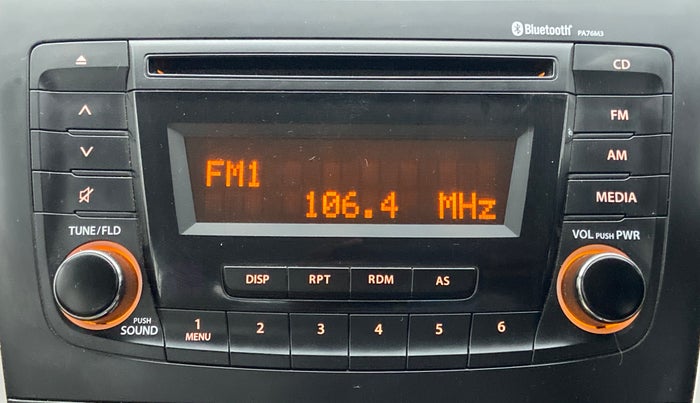 Bluetooth PA76M3
CD
FM
AM
MEDIA
FM1
106.4 MHz
TUNE/FLD
VOL PUSH PWR
DISP RPT RDM AS
PUSH
SOUND
1 2 3 4 5 6
MENU